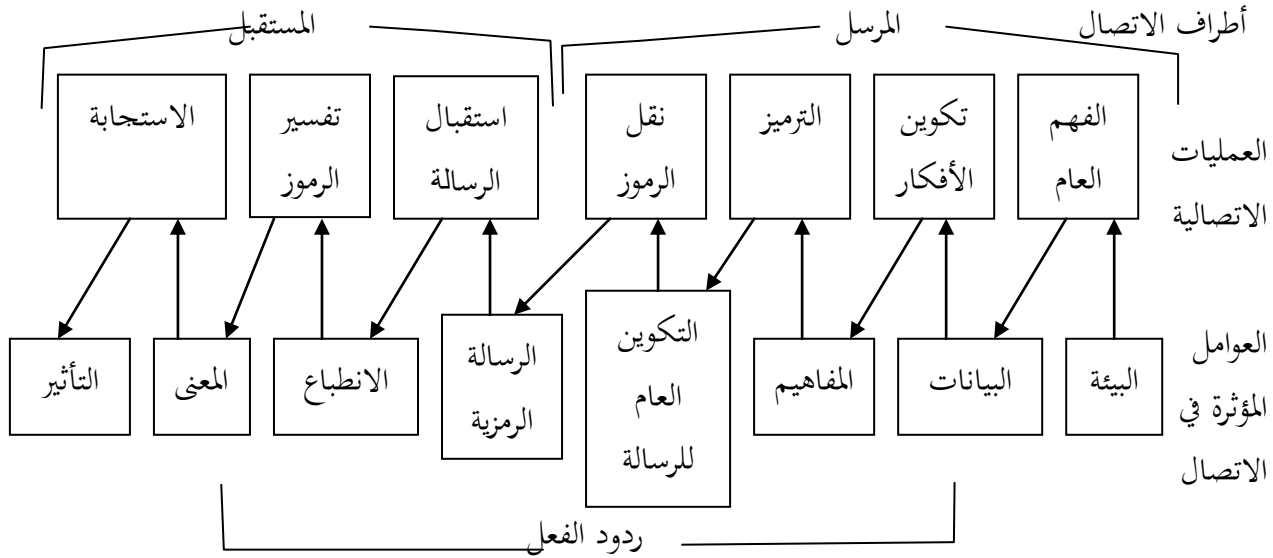 أطراف الاتصال
المرسل
المستقبل
العمليات
الاتصالية
الفهم
العام
تكوين
الأفكار
الترميز
نقل
الرموز
استقبال
الرسالة
تفسير
الرموز
الاستجابة
العوامل
المؤثرة في
الاتصال
البيئة
البيانات
المفاهيم
التكوين
العام
للرسالة
الرسالة
الرمزية
الانطباع
المعنى
التأثير
ردود الفعل